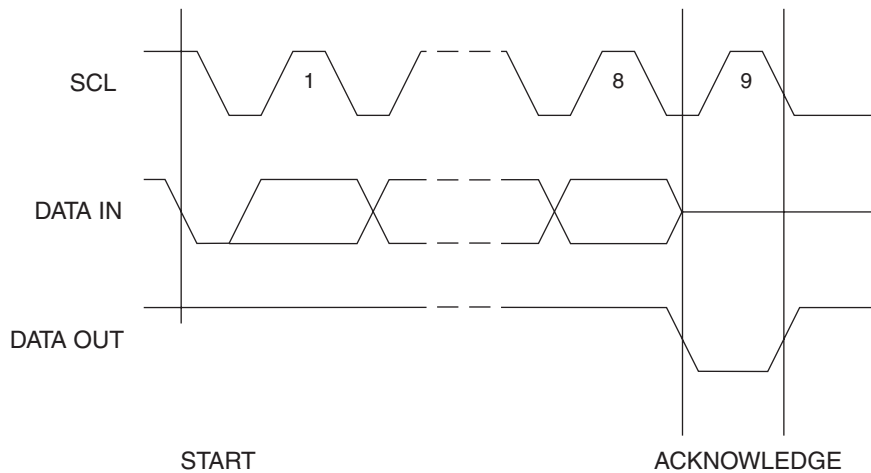 SCL
1
8
9
DATA IN
DATA OUT
START
ACKNOWLEDGE